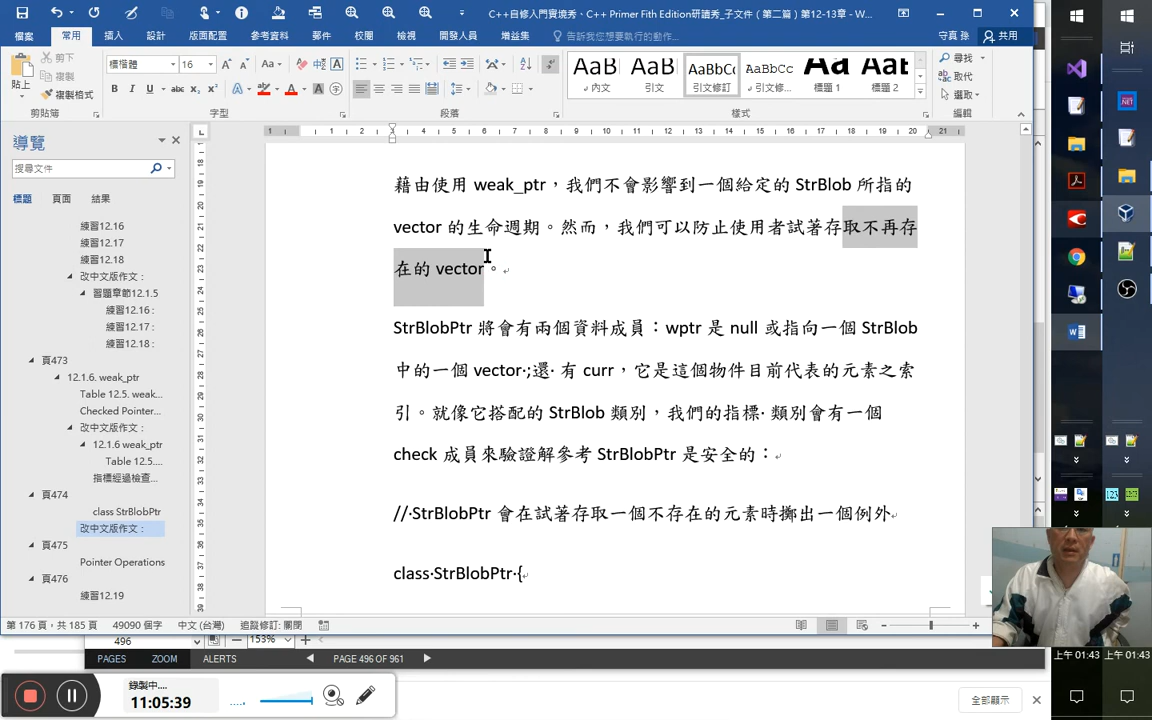 C++自修入門實境秀、C++ Primer Fifth Edition研讀秀_子文件（第二篇）第12-13章 - W...
檔案 常用 插入 設計 版面配置 參考資料 郵件 校閱 檢視 開發人員 增益集 告訴我您想要執行的動作... 守真 孫 共用
貼上 剪下 複製 複製格式
標楷體 16
AaB AaB AaBbCc AaBbCc AaB AaB
內文 引文 引文修訂 引文修... 標題 1 標題 2
尋找 取代 選取
剪貼簿 字型 段落 樣式 編輯
導覽
搜尋文件
標題 頁面 結果
練習12.16
練習12.17
練習12.18
改中文版作文：
習題章節12.1.5
練習12.16 :
練習12.17 :
練習12.18 :
頁473
12.1.6. weak_ptr
Table 12.5. weak...
Checked Pointer...
改中文版作文：
12.1.6 weak_ptr
Table 12.5....
指標經過檢查...
頁474
class StrBlobPtr
改中文版作文：
頁475
Pointer Operations
頁476
練習12.19
藉由使用 weak_ptr，我們不會影響到一個給定的 StrBlob 所指的
vector 的生命週期。然而，我們可以防止使用者試著存取不再存
在的 vector。
StrBlobPtr 將會有兩個資料成員：wptr 是 null 或指向一個 StrBlob
中的一個 vector ;還 有 curr，它是這個物件目前代表的元素之索
引。就像它搭配的 StrBlob 類別，我們的指標 類別會有一個
check 成員來驗證解參考 StrBlobPtr 是安全的：
// StrBlobPtr 會在試著存取一個不存在的元素時擲出一個例外
class StrBlobPtr {
第 176 頁，共 185 頁 49090 個字 中文 (台灣) 追蹤修訂: 關閉
496 153%
PAGES ZOOM ALERTS PAGE 496 OF 961
錄製中....
11:05:39
全部顯示
上午 01:43 上午 01:43